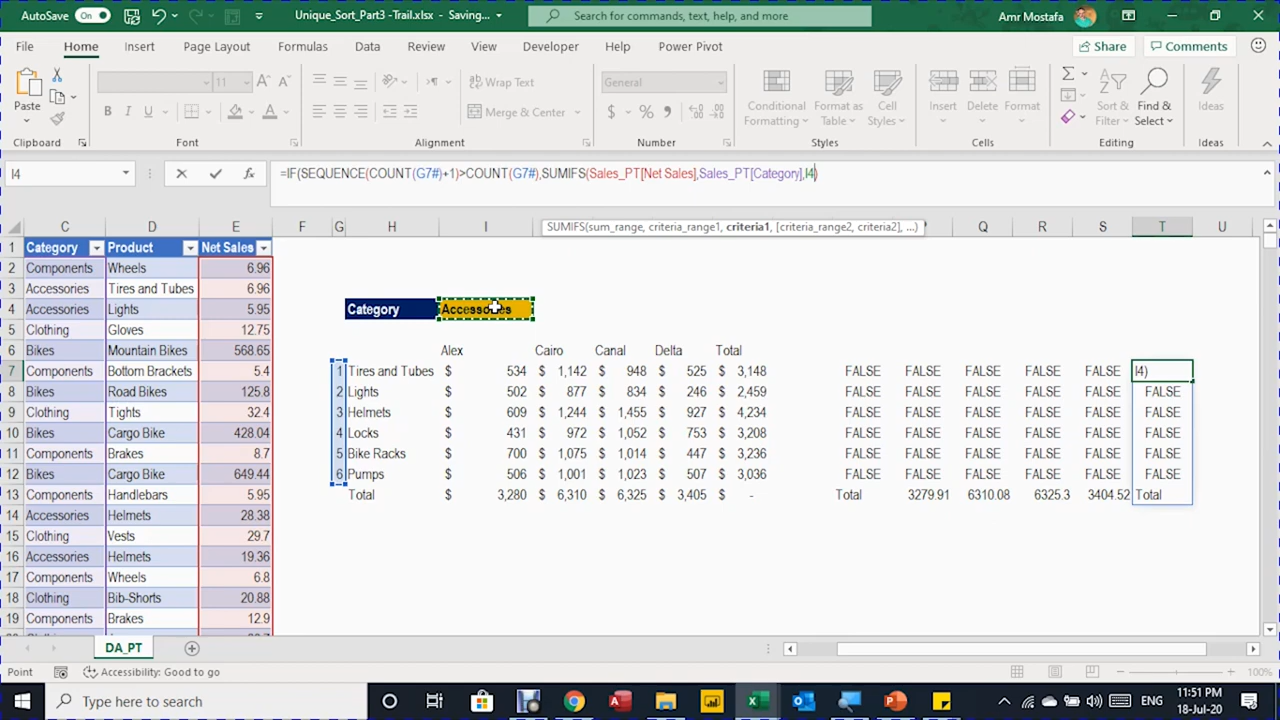 AutoSave On Unique_Sort_Part3 -Trail.xlsx - Saving... Search for commands, text, help, and more Amr Mostafa
File Home Insert Page Layout Formulas Data Review View Developer Help Power Pivot Share Comments
Paste 11 A A B I U Wrap Text Merge & Center General $ % Conditional Formatting Format as Table Cell Styles Insert Delete Format Sort & Filter Find & Select Ideas
Clipboard Font Alignment Number Styles Cells Editing Ideas
I4 fx =IF(SEQUENCE(COUNT(G7#)+1)>COUNT(G7#),SUMIFS(Sales_PT[Net Sales],Sales_PT[Category],I4)
SUMIFS(sum_range, criteria_range1, criteria1, [criteria_range2, criteria2], ...)
C D E F G H I Q R S T U
1 Category Product Net Sales
2 Components Wheels 6.96
3 Accessories Tires and Tubes 6.96
4 Accessories Lights 5.95 Category Accessories
5 Clothing Gloves 12.75
6 Bikes Mountain Bikes 568.65 Alex Cairo Canal Delta Total
7 Components Bottom Brackets 5.4 1 Tires and Tubes $ 534 $ 1,142 $ 948 $ 525 $ 3,148 FALSE FALSE FALSE FALSE FALSE I4)
8 Bikes Road Bikes 125.8 2 Lights $ 502 $ 877 $ 834 $ 246 $ 2,459 FALSE FALSE FALSE FALSE FALSE FALSE
9 Clothing Tights 32.4 3 Helmets $ 609 $ 1,244 $ 1,455 $ 927 $ 4,234 FALSE FALSE FALSE FALSE FALSE FALSE
10 Bikes Cargo Bike 428.04 4 Locks $ 431 $ 972 $ 1,052 $ 753 $ 3,208 FALSE FALSE FALSE FALSE FALSE FALSE
11 Components Brakes 8.7 5 Bike Racks $ 700 $ 1,075 $ 1,014 $ 447 $ 3,236 FALSE FALSE FALSE FALSE FALSE FALSE
12 Bikes Cargo Bike 649.44 6 Pumps $ 506 $ 1,001 $ 1,023 $ 507 $ 3,036 FALSE FALSE FALSE FALSE FALSE FALSE
13 Components Handlebars 5.95 Total $ 3,280 $ 6,310 $ 6,325 $ 3,405 $ - Total 3279.91 6310.08 6325.3 3404.52 Total
14 Accessories Helmets 28.38
15 Clothing Vests 29.7
16 Accessories Helmets 19.36
17 Components Wheels 6.8
18 Clothing Bib-Shorts 20.88
19 Components Brakes 12.9
DA_PT
Point Accessibility: Good to go 100%
Type here to search ENG 11:51 PM
18-Jul-20